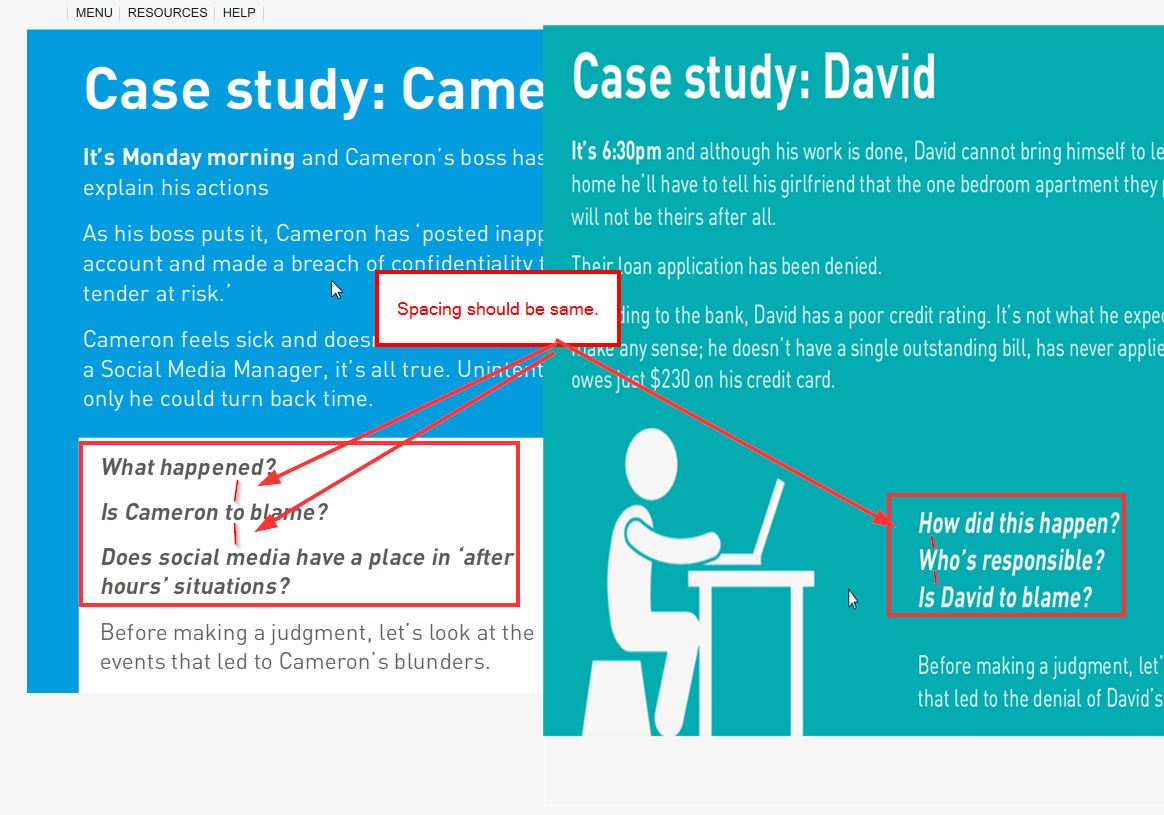 MENU RESOURCES HELP
Case study: Came
It's Monday morning and Cameron's boss has
explain his actions
As his boss puts it, Cameron has 'posted inapp
account and made a breach of confidentiality t
tender at risk.'
Cameron feels sick and doesn
a Social Media Manager, it's all true. Unintent
only he could turn back time.
What happened?
Is Cameron to blame?
Does social media have a place in 'after
hours' situations?
Before making a judgment, let's look at the
events that led to Cameron's blunders.
Spacing should be same.
Case study: David
It's 6:30pm and although his work is done, David cannot bring himself to le
home he'll have to tell his girlfriend that the one bedroom apartment they
will not be theirs after all.
Their loan application has been denied.
ding to the bank, David has a poor credit rating. It's not what he expec
make any sense; he doesn't have a single outstanding bill, has never applie
owes just $230 on his credit card.
How did this happen?
Who's responsible?
Is David to blame?
Before making a judgment, let'
that led to the denial of David's